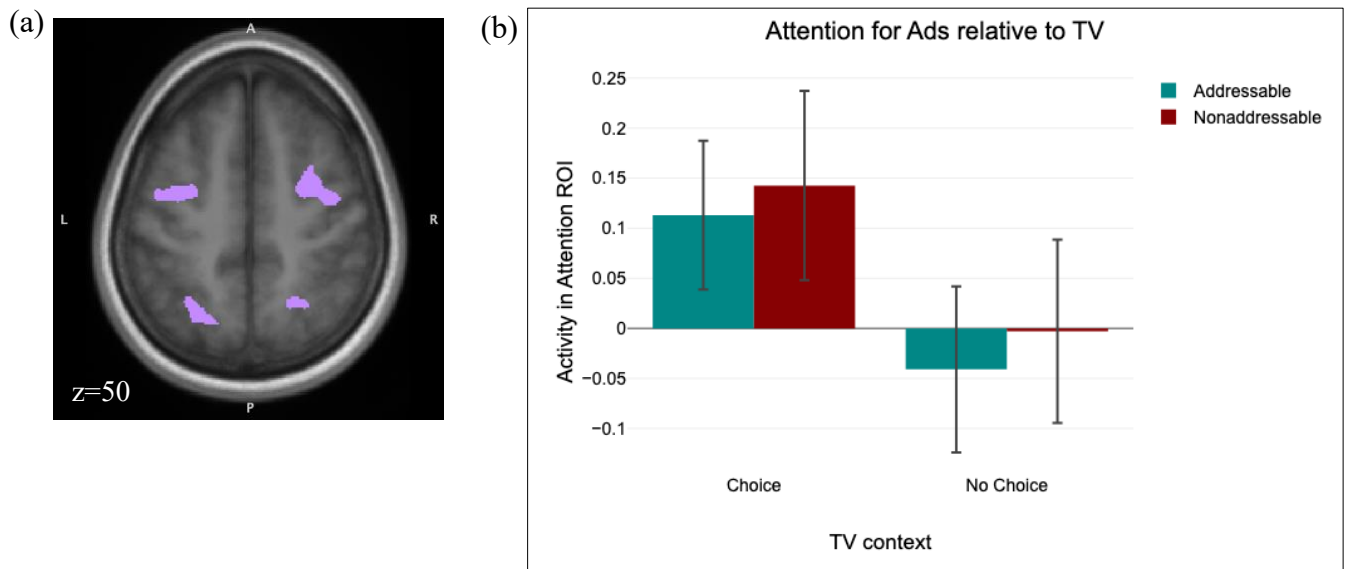 (a)
A
L
R
z=50
P
(b)
Attention for Ads relative to TV
Activity in Attention ROI
0.25
0.2
0.15
0.1
0.05
0
−0.05
−0.1
Choice
No Choice
TV context
Addressable
Nonaddressable